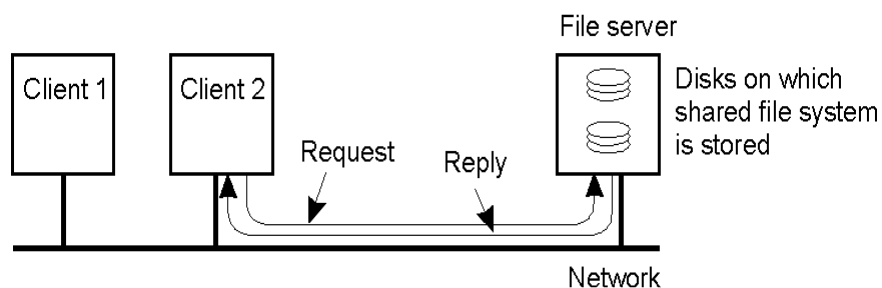 File server
Client 1
Client 2
Disks on which
shared file system
is stored
Request
Reply
Network